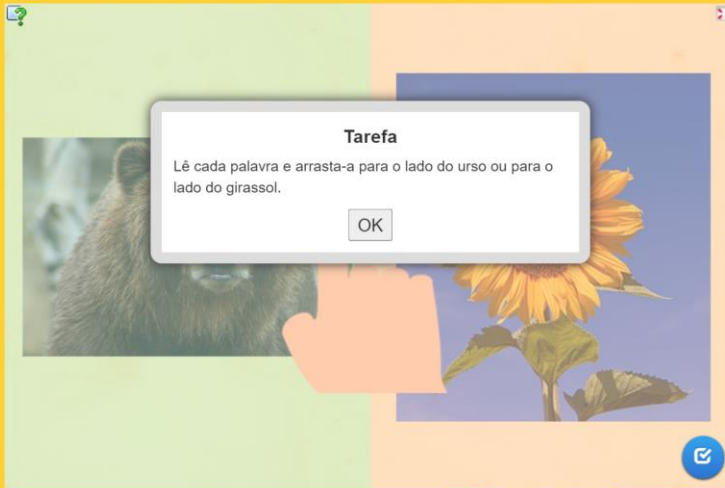 Tarefa
Lê cada palavra e arrasta-a para o lado do urso ou para o
lado do girassol.
OK